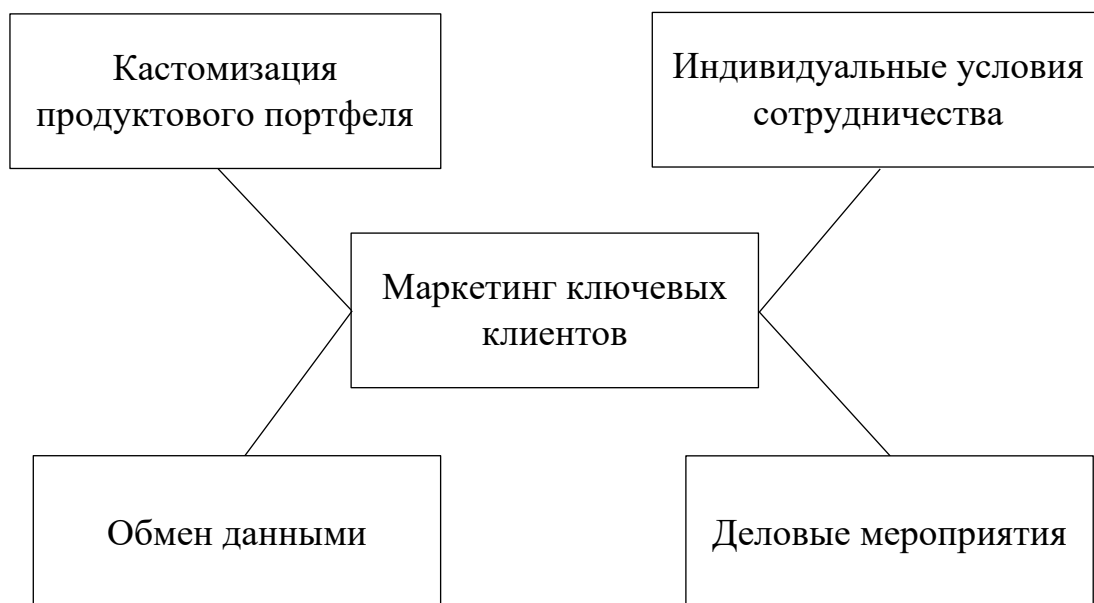 Кастомизация
продуктового портфеля
Индивидуальные условия
сотрудничества
Маркетинг ключевых
клиентов
Обмен данными
Деловые мероприятия